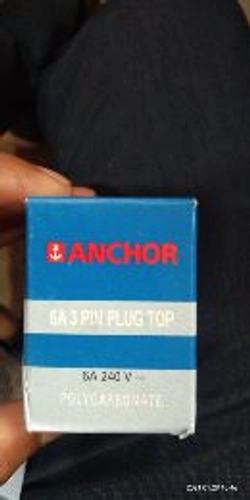 ANCHOR
6A 3 PIN PLUG TOP
6A 240 V ~
POLYCARBONATE